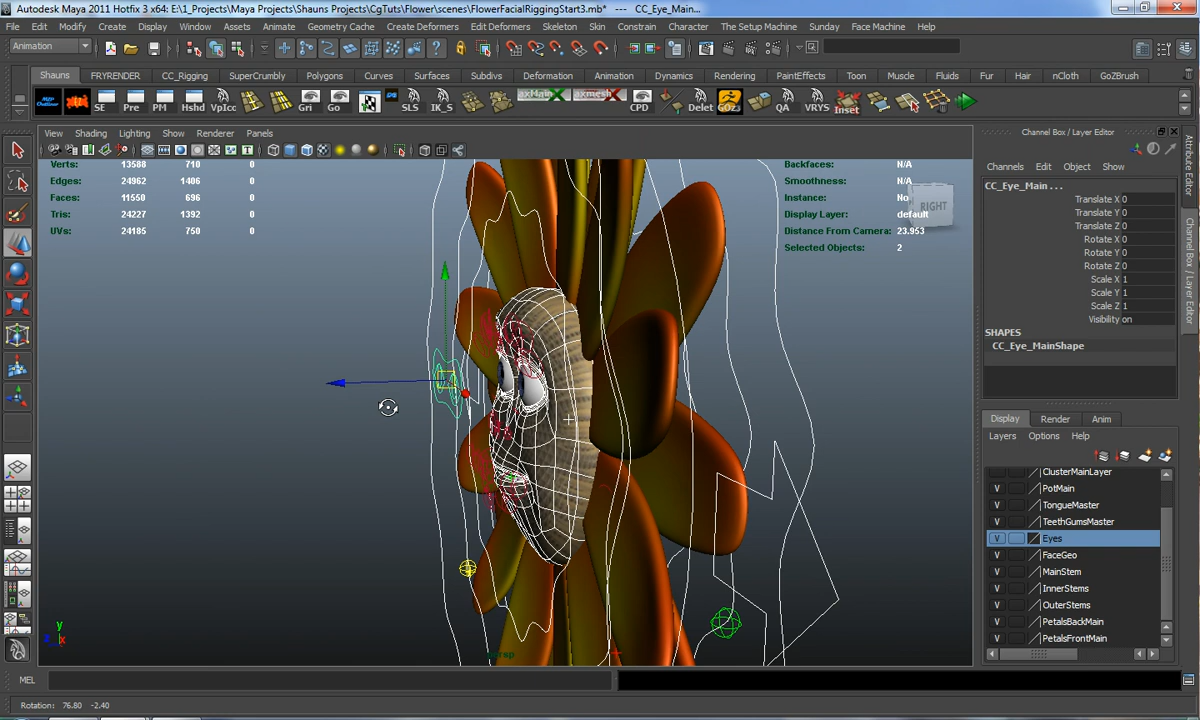 Autodesk Maya 2011 Hotfix 3 x64: E:\1_Projects\Maya Projects\Shauns Projects\CgTuts\Flower\scenes\FlowerFacialRiggingStart3.mb* --- CC_Eye_Main...
File Edit Modify Create Display Window Assets Animate Geometry Cache Create Deformers Edit Deformers Skeleton Skin Constrain Character The Setup Machine Sunday Face Machine Help
Animation
Shauns FRYRENDER CC_Rigging SuperCrumbly Polygons Curves Surfaces Subdivs Deformation Animation Dynamics Rendering PaintEffects Toon Muscle Fluids Fur Hair nCloth GoZBrush
SE Pre PM Hshd VpIcc Gri Go SLS IK_S axMain axmesh CPD Delet GOz3 QA VRYS Inset
View Shading Lighting Show Renderer Panels
Verts: 13588 710 0
Edges: 24962 1406 0
Faces: 11550 696 0
Tris: 24227 1392 0
UVs: 24185 750 0
Backfaces: N/A
Smoothness: N/A
Instance: No
Display Layer: default
Distance From Camera: 23.953
Selected Objects: 2
RIGHT
y
x
Channel Box / Layer Editor
Channels Edit Object Show
CC_Eye_Main ...
Translate X 0
Translate Y 0
Translate Z 0
Rotate X 0
Rotate Y 0
Rotate Z 0
Scale X 1
Scale Y 1
Scale Z 1
Visibility on
SHAPES
CC_Eye_MainShape
Display Render Anim
Layers Options Help
ClusterMainLayer
V PotMain
V TongueMaster
V TeethGumsMaster
V Eyes
V FaceGeo
V MainStem
V InnerStems
V OuterStems
V PetalsBackMain
V PetalsFrontMain
Attribute Editor
Channel Box / Layer Editor
MEL
Rotation: 76.80 -2.40